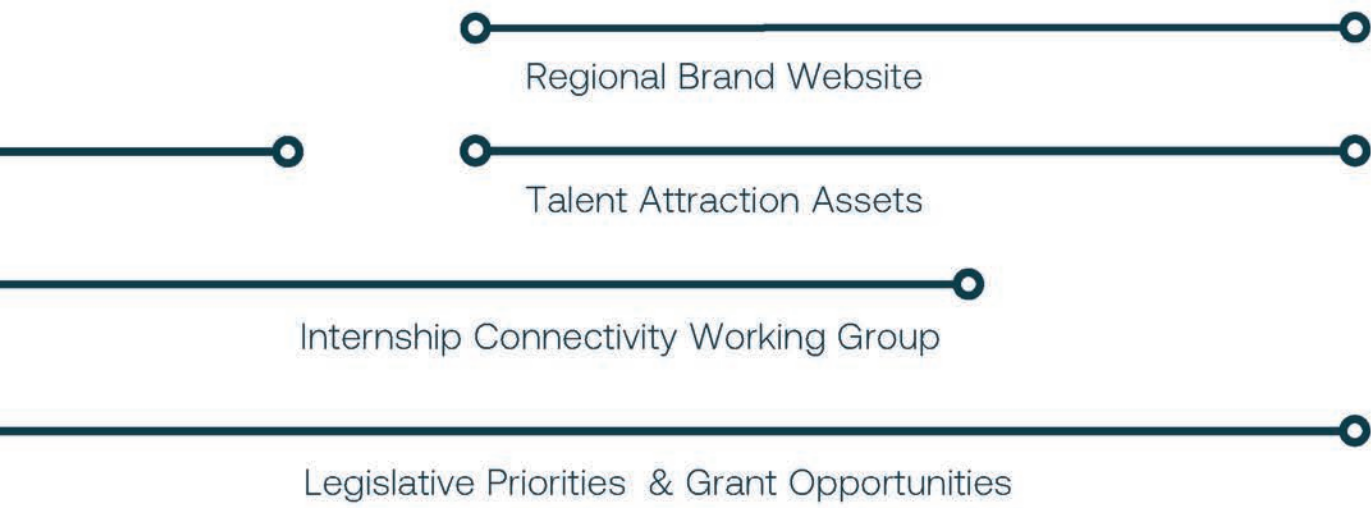 Regional Brand Website
Talent Attraction Assets
Internship Connectivity Working Group
Legislative Priorities & Grant Opportunities